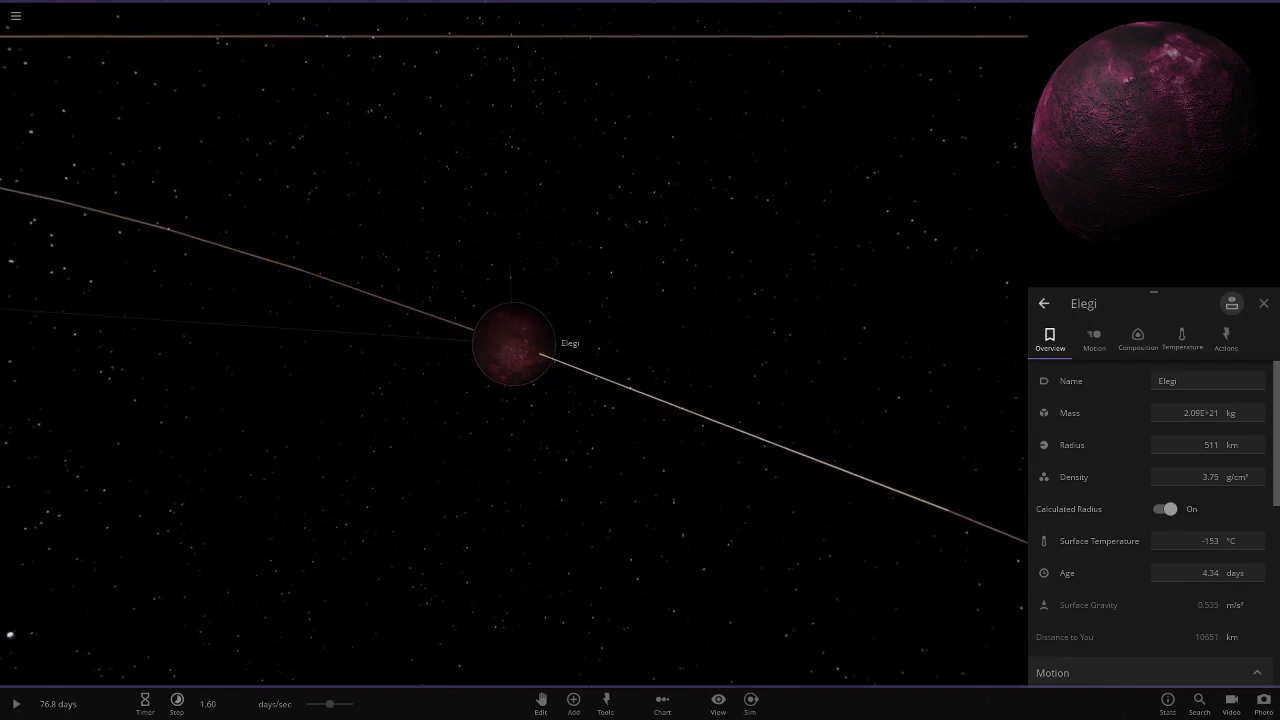 Elegi
Elegi
Overview
Motion
Composition
Temperature
Actions
Name Elegi
Mass 2.09E+21 kg
Radius 511 km
Density 3.75 g/cm³
Calculated Radius On
Surface Temperature -153 °C
Age 4.34 days
Surface Gravity 0.535 m/s²
Distance to You 10651 km
Motion
76.8 days
Timer
Step
1.60 days/sec
Edit
Add
Tools
Chart
View
Sim
Stats
Search
Video
Photo